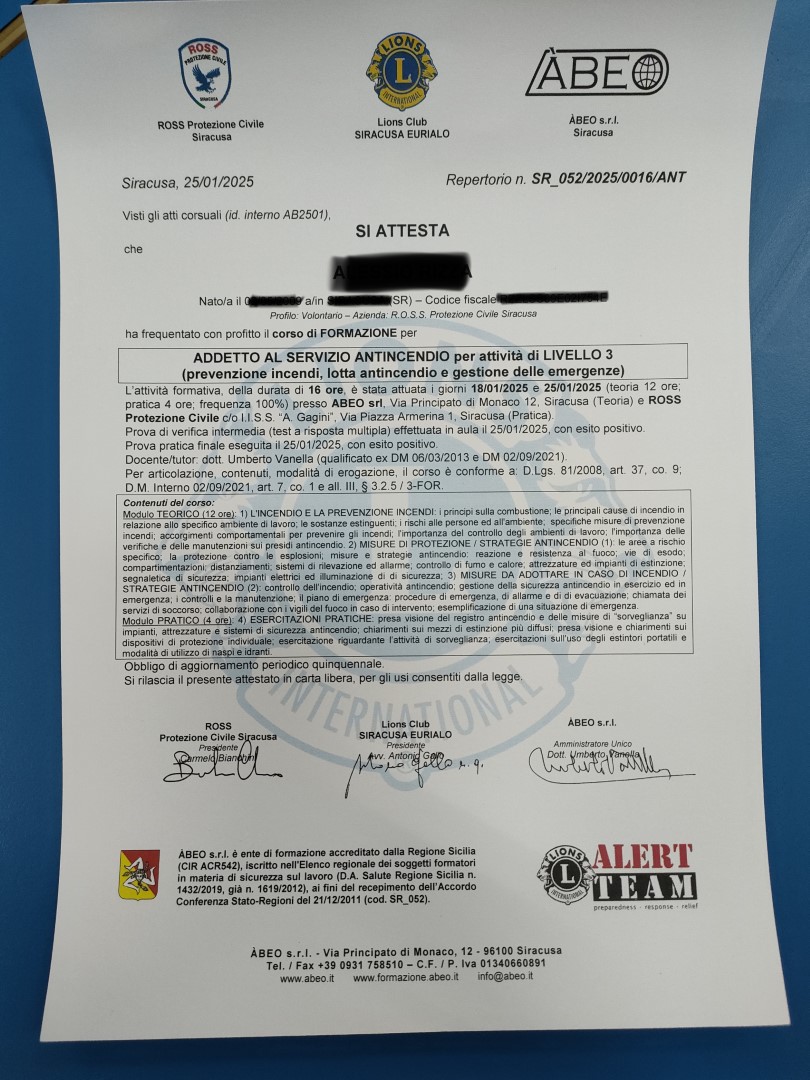 ROSS
PROTEZIONE CIVILE
SIRACUSA
LIONS
L
INTERNATIONAL
ÀBEO
ROSS Protezione Civile
Siracusa
Lions Club
SIRACUSA EURIALO
ÀBEO s.r.l.
Siracusa
Siracusa, 25/01/2025
Repertorio n. SR_052/2025/0016/ANT
Visti gli atti corsuali (id. interno AB2501),
SI ATTESTA
che
Nato/a il a/in (SR) – Codice fiscale
Profilo: Volontario – Azienda: R.O.S.S. Protezione Civile Siracusa
ha frequentato con profitto il corso di FORMAZIONE per
ADDETTO AL SERVIZIO ANTINCENDIO per attività di LIVELLO 3
(prevenzione incendi, lotta antincendio e gestione delle emergenze)
L'attività formativa, della durata di 16 ore, è stata attuata i giorni 18/01/2025 e 25/01/2025 (teoria 12 ore;
pratica 4 ore; frequenza 100%) presso ABEO srl, Via Principato di Monaco 12, Siracusa (Teoria) e ROSS
Protezione Civile c/o I.I.S.S. "A. Gagini", Via Piazza Armerina 1, Siracusa (Pratica).
Prova di verifica intermedia (test a risposta multipla) effettuata in aula il 25/01/2025, con esito positivo.
Prova pratica finale eseguita il 25/01/2025, con esito positivo.
Docente/tutor: dott. Umberto Vanella (qualificato ex DM 06/03/2013 e DM 02/09/2021).
Per articolazione, contenuti, modalità di erogazione, il corso è conforme a: D.Lgs. 81/2008, art. 37, co. 9;
D.M. Interno 02/09/2021, art. 7, co. 1 e all. III, § 3.2.5 / 3-FOR.
Contenuti del corso:
Modulo TEORICO (12 ore): 1) L'INCENDIO E LA PREVENZIONE INCENDI: i principi sulla combustione; le principali cause di incendio in
relazione allo specifico ambiente di lavoro; le sostanze estinguenti; i rischi alle persone ed all'ambiente; specifiche misure di prevenzione
incendi; accorgimenti comportamentali per prevenire gli incendi; l'importanza del controllo degli ambienti di lavoro; l'importanza delle
verifiche e delle manutenzioni sui presidi antincendio. 2) MISURE DI PROTEZIONE / STRATEGIE ANTINCENDIO (1): le aree a rischio
specifico; la protezione contro le esplosioni; misure e strategie antincendio: reazione e resistenza al fuoco; vie di esodo;
compartimentazioni; distanziamenti; sistemi di rilevazione ed allarme; controllo di fumo e calore; attrezzature ed impianti di estinzione;
segnaletica di sicurezza; impianti elettrici ed illuminazione di di sicurezza; 3) MISURE DA ADOTTARE IN CASO DI INCENDIO /
STRATEGIE ANTINCENDIO (2): controllo dell'incendio; operatività antincendio; gestione della sicurezza antincendio in esercizio ed in
emergenza; i controlli e la manutenzione; il piano di emergenza: procedure di emergenza, di allarme e di di evacuazione; chiamata dei
servizi di soccorso; collaborazione con i vigili del fuoco in caso di intervento; esemplificazione di una situazione di emergenza.
Modulo PRATICO (4 ore): 4) ESERCITAZIONI PRATICHE: presa visione del registro antincendio e delle misure di "sorveglianza" su
impianti, attrezzature e sistemi di sicurezza antincendio; chiarimenti sui mezzi di estinzione più diffusi; presa visione e chiarimenti sui
dispositivi di protezione individuale; esercitazione riguardante l'attività di sorveglianza; esercitazioni sull'uso degli estintori portatili e
modalità di utilizzo di naspi e idranti.
Obbligo di aggiornamento periodico quinquennale.
Si rilascia il presente attestato in carta libera, per gli usi consentiti dalla legge.
INTERNATIONAL
ROSS
Protezione Civile Siracusa
Presidente
Carmelo Bianchini
Lions Club
SIRACUSA EURIALO
Presidente
Avv. Antonio Gallo
ÀBEO s.r.l.
Amministratore Unico
Dott. Umberto Vanella
ÀBEO s.r.l. è ente di formazione accreditato dalla Regione Sicilia
(CIR ACR542), iscritto nell'Elenco regionale dei soggetti formatori
in materia di sicurezza sul lavoro (D.A. Salute Regione Sicilia n.
1432/2019, già n. 1619/2012), ai fini del recepimento dell'Accordo
Conferenza Stato-Regioni del 21/12/2011 (cod. SR_052).
LIONS
L
INTERNATIONAL
ALERT
TEAM
preparedness - response - relief
ÀBEO s.r.l. - Via Principato di Monaco, 12 - 96100 Siracusa
Tel. / Fax +39 0931 758510 – C.F. / P. Iva 01340660891
www.abeo.it www.formazione.abeo.it info@abeo.it